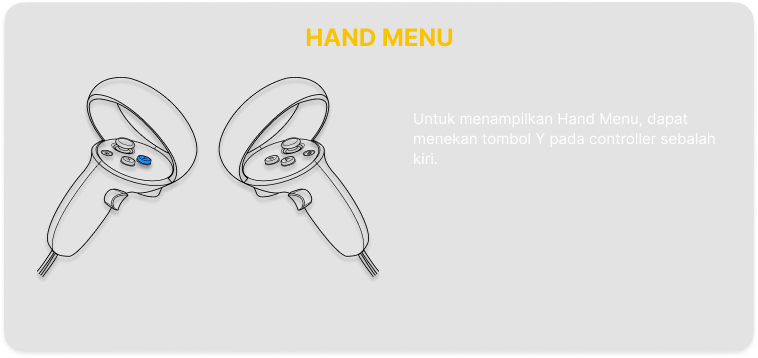 HAND MENU
Untuk menampilkan Hand Menu, dapat
menekan tombol Y pada controller sebalah
kiri.